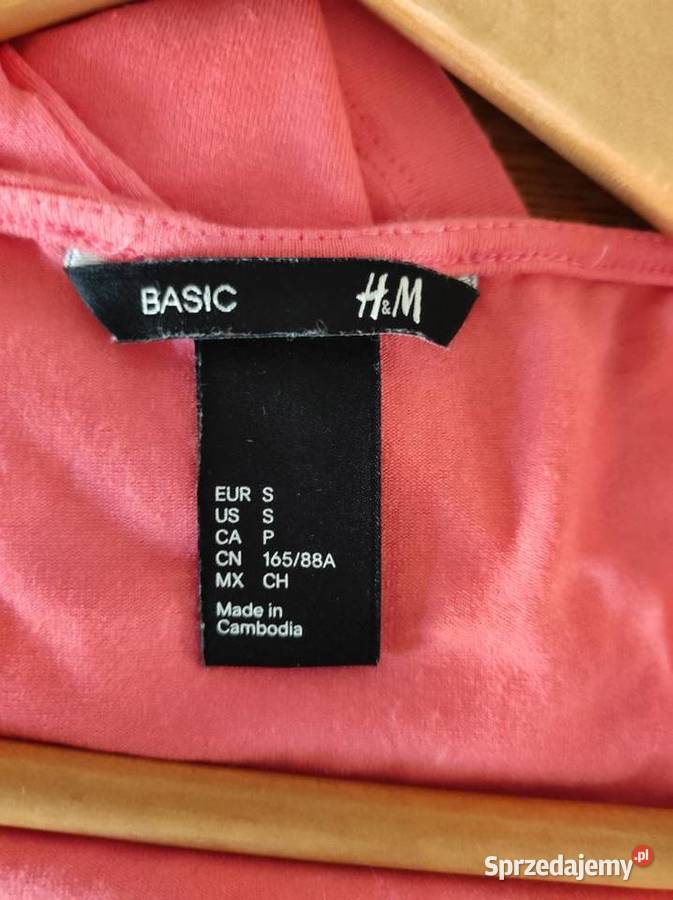 BASIC H&M
EUR S
US S
CA P
CN 165/88A
MX CH
Made in
Cambodia
Sprzedajemy.pl